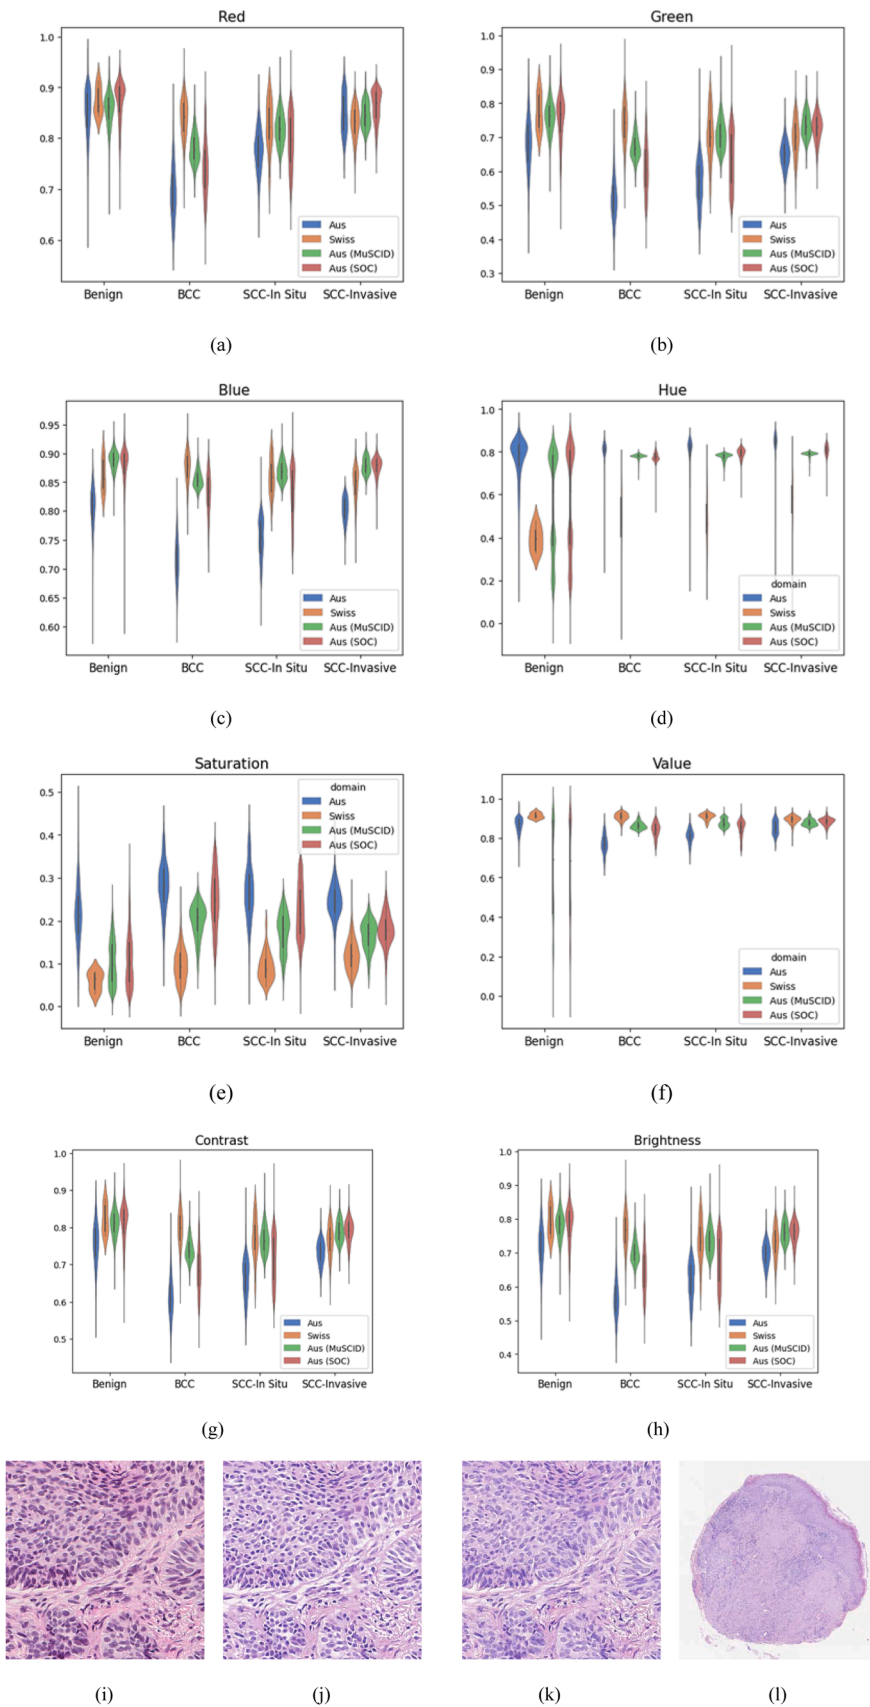 Red
1.0
0.9
0.8
0.7
0.6
Aus
Swiss
Aus (MuSCID)
Aus (SOC)
Benign BCC SCC-In Situ SCC-Invasive
(a)
Green
1.0
0.9
0.8
0.7
0.6
0.5
0.4
0.3
Aus
Swiss
Aus (MuSCID)
Aus (SOC)
Benign BCC SCC-In Situ SCC-Invasive
(b)
Blue
0.95
0.90
0.85
0.80
0.75
0.70
0.65
0.60
Aus
Swiss
Aus (MuSCID)
Aus (SOC)
Benign BCC SCC-In Situ SCC-Invasive
(c)
Hue
1.0
0.8
0.6
0.4
0.2
0.0
domain
Aus
Swiss
Aus (MuSCID)
Aus (SOC)
Benign BCC SCC-In Situ SCC-Invasive
(d)
Saturation
0.5
0.4
0.3
0.2
0.1
0.0
domain
Aus
Swiss
Aus (MuSCID)
Aus (SOC)
Benign BCC SCC-In Situ SCC-Invasive
(e)
Value
1.0
0.8
0.6
0.4
0.2
0.0
domain
Aus
Swiss
Aus (MuSCID)
Aus (SOC)
Benign BCC SCC-In Situ SCC-Invasive
(f)
Contrast
1.0
0.9
0.8
0.7
0.6
0.5
Aus
Swiss
Aus (MuSCID)
Aus (SOC)
Benign BCC SCC-In Situ SCC-Invasive
(g)
Brightness
1.0
0.9
0.8
0.7
0.6
0.5
0.4
Aus
Swiss
Aus (MuSCID)
Aus (SOC)
Benign BCC SCC-In Situ SCC-Invasive
(h)
(i) (j) (k) (l)